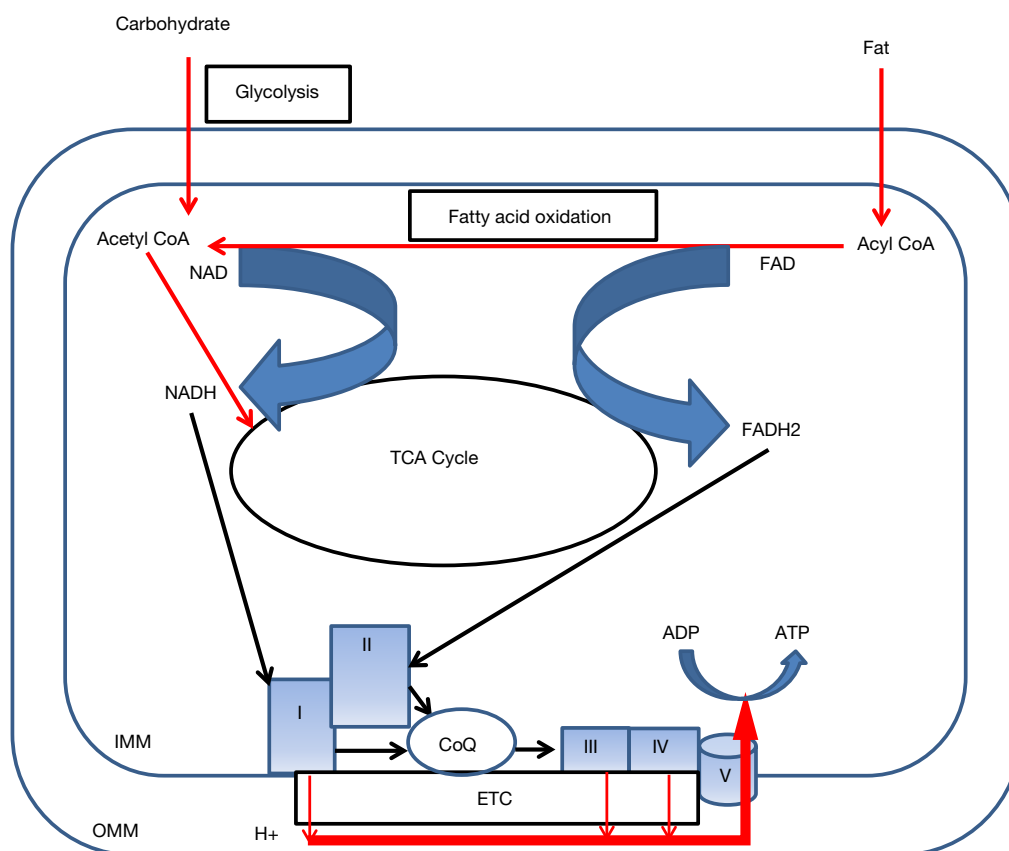 Carbohydrate
Fat
Glycolysis
Fatty acid oxidation
Acetyl CoA
Acyl CoA
NAD
FAD
NADH
FADH2
TCA Cycle
ADP
ATP
II
I
CoQ
III
IV
V
IMM
ETC
OMM
H+